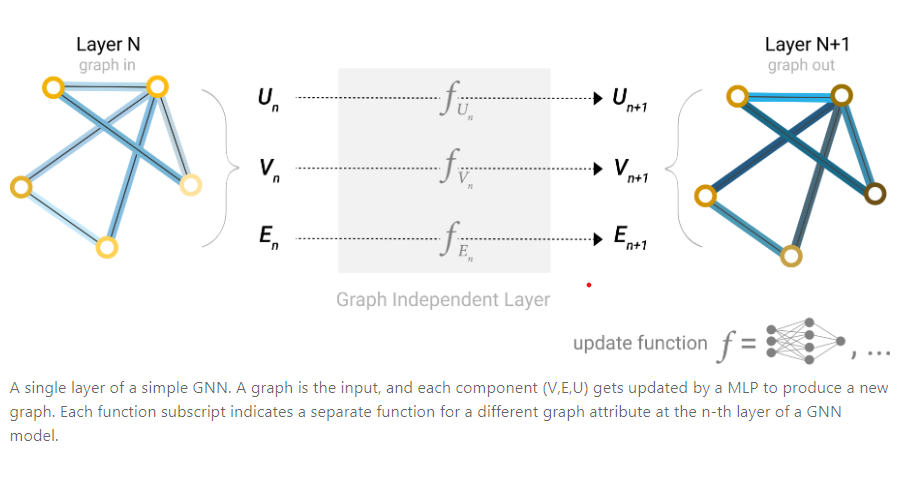 Layer N
graph in
Layer N+1
graph out
Uₙ f Uₙ Uₙ₊₁
Vₙ f Vₙ Vₙ₊₁
Eₙ f Eₙ Eₙ₊₁
Graph Independent Layer
update function f = , ...
A single layer of a simple GNN. A graph is the input, and each component (V,E,U) gets updated by a MLP to produce a new
graph. Each function subscript indicates a separate function for a different graph attribute at the n-th layer of a GNN
model.